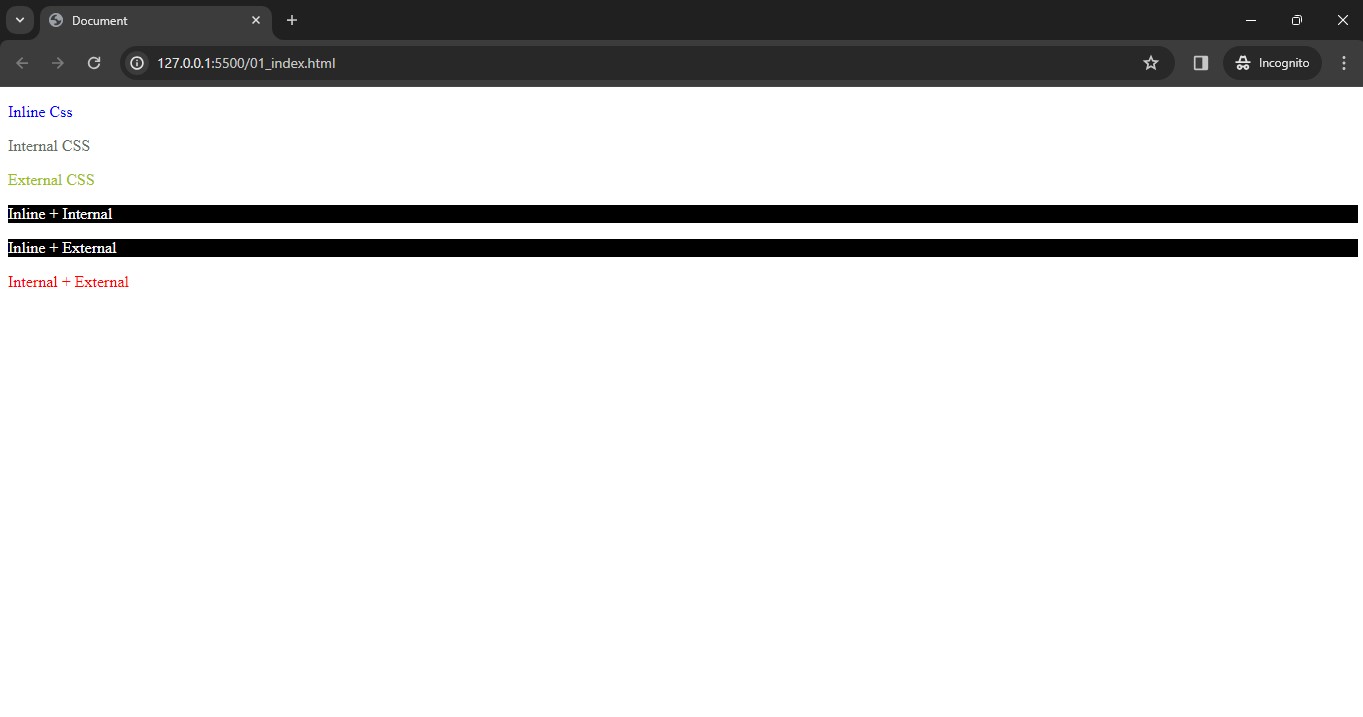 Document
127.0.0.1:5500/01_index.html
Incognito
Inline Css
Internal CSS
External CSS
Inline + Internal
Inline + External
Internal + External